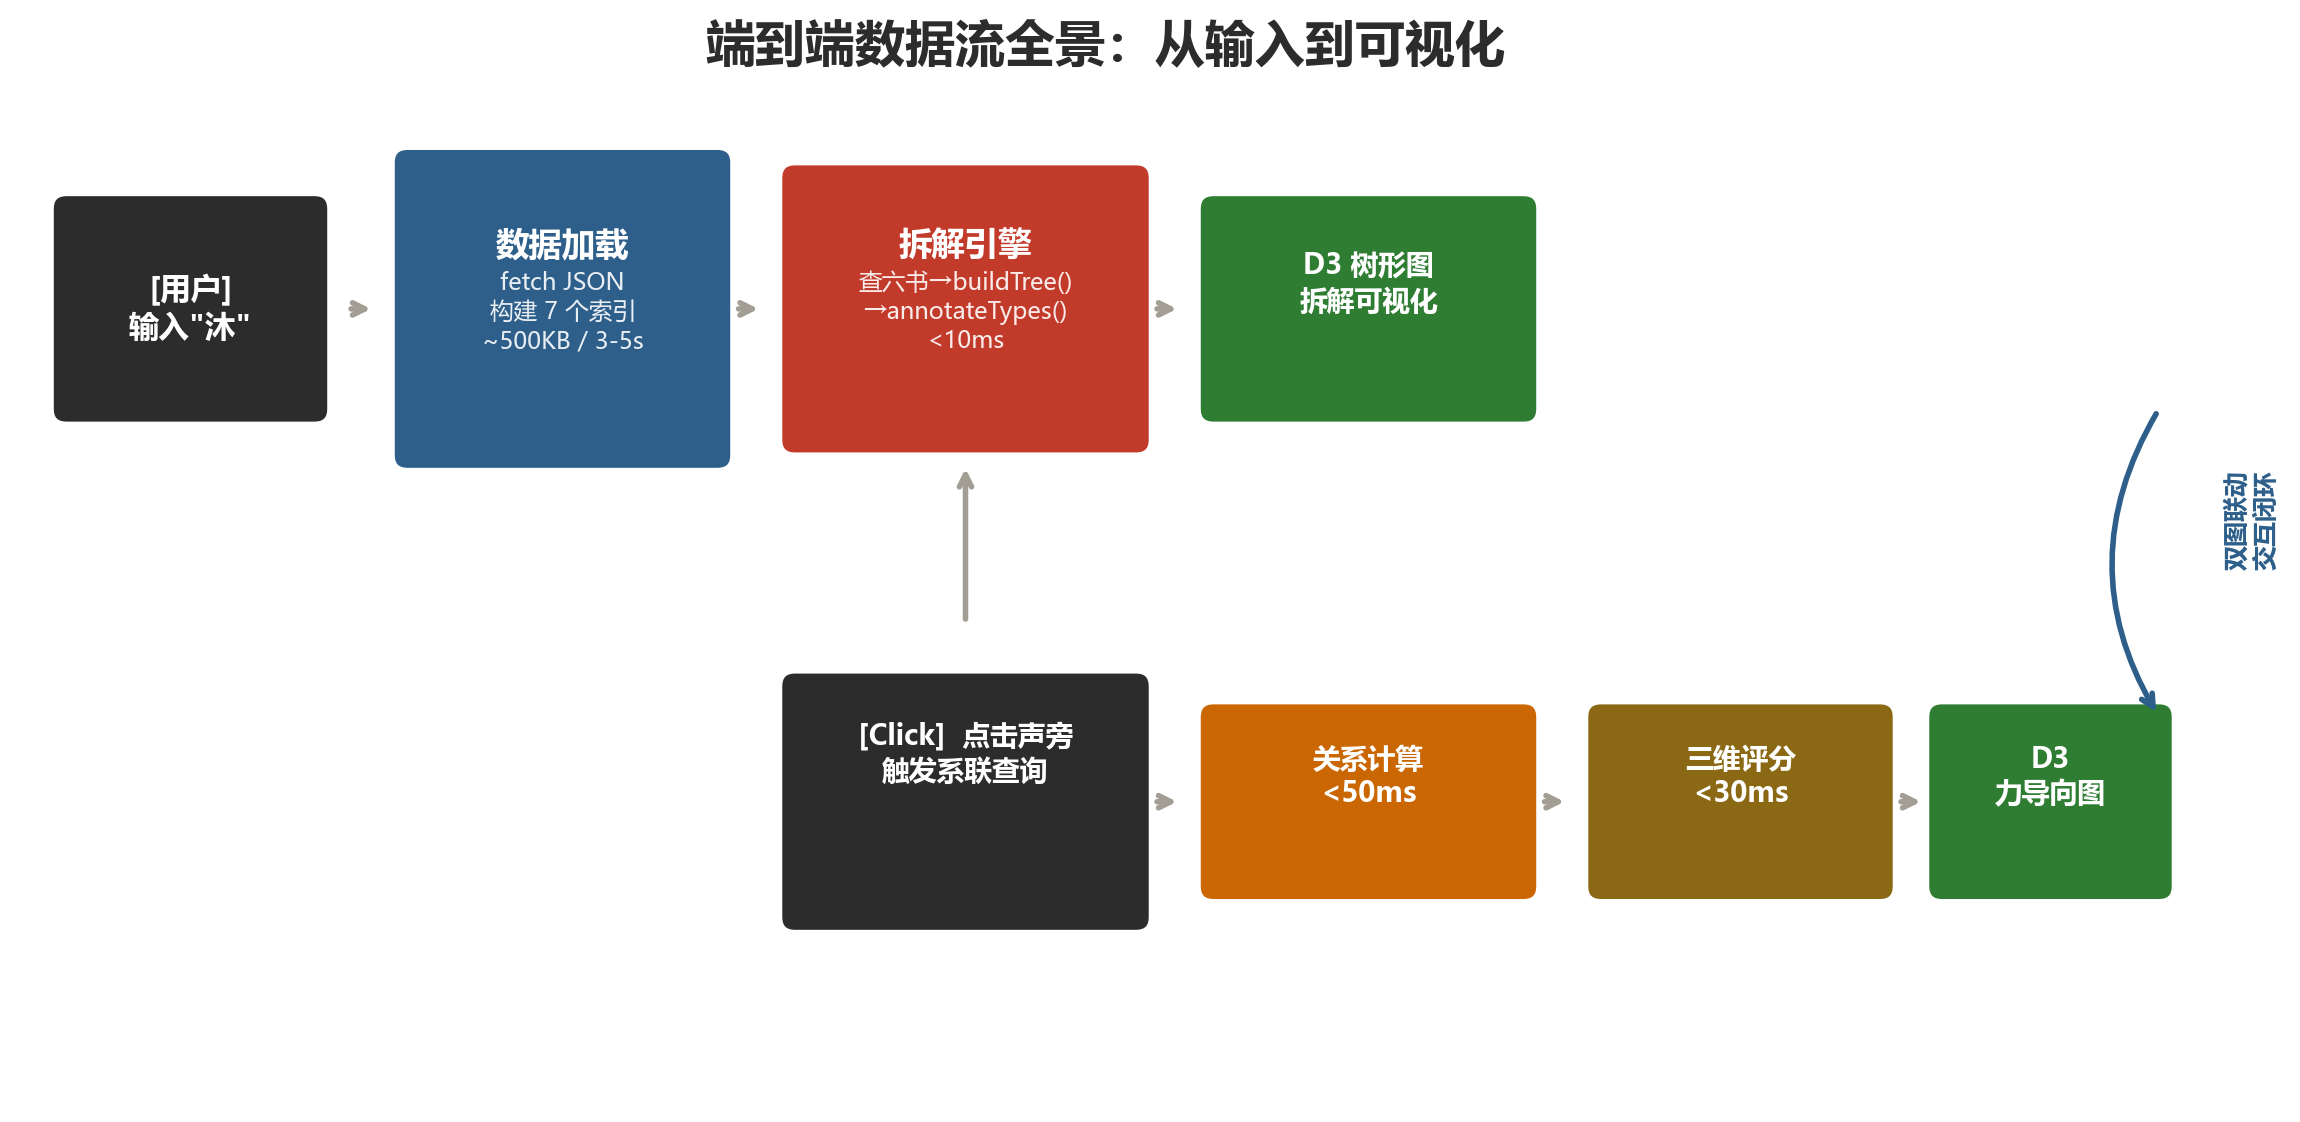 端到端数据流全景：从输入到可视化
[用户]
输入"沐"
数据加载
fetch JSON
构建 7 个索引
~500KB / 3-5s
拆解引擎
查六书→buildTree()
→annotateTypes()
<10ms
D3 树形图
拆解可视化
双图联动
交互闭环
[Click] 点击声旁
触发系联查询
关系计算
<50ms
三维评分
<30ms
D3
力导向图